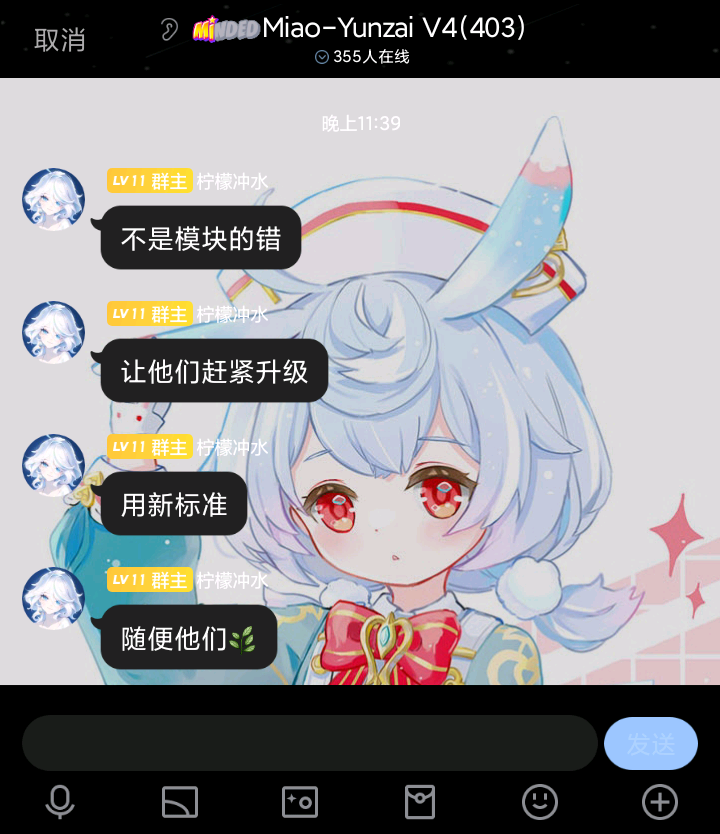 取消
MiNDED Miao-Yunzai V4(403)
355人在线
晚上11:39
LV11 群主 柠檬冲水
不是模块的错
LV11 群主 柠檬冲水
让他们赶紧升级
LV11 群主 柠檬冲水
用新标准
LV11 群主 柠檬冲水
随便他们🌿
发送